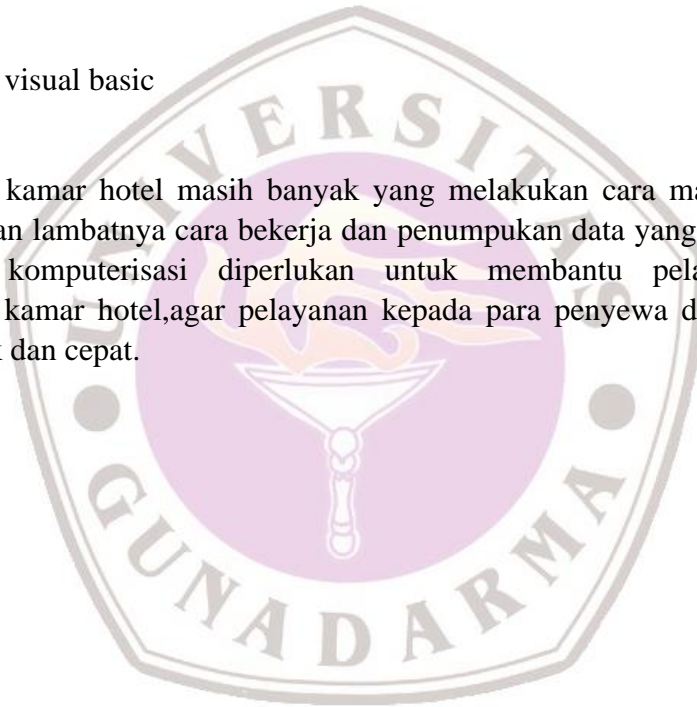 visual basic
kamar hotel masih banyak yang melakukan cara ma
an lambatnya cara bekerja dan penumpukan data yang
komputerisasi diperlukan untuk membantu pela
kamar hotel,agar pelayanan kepada para penyewa d
k dan cepat.
UNIVERSITAS
GUNADARMA